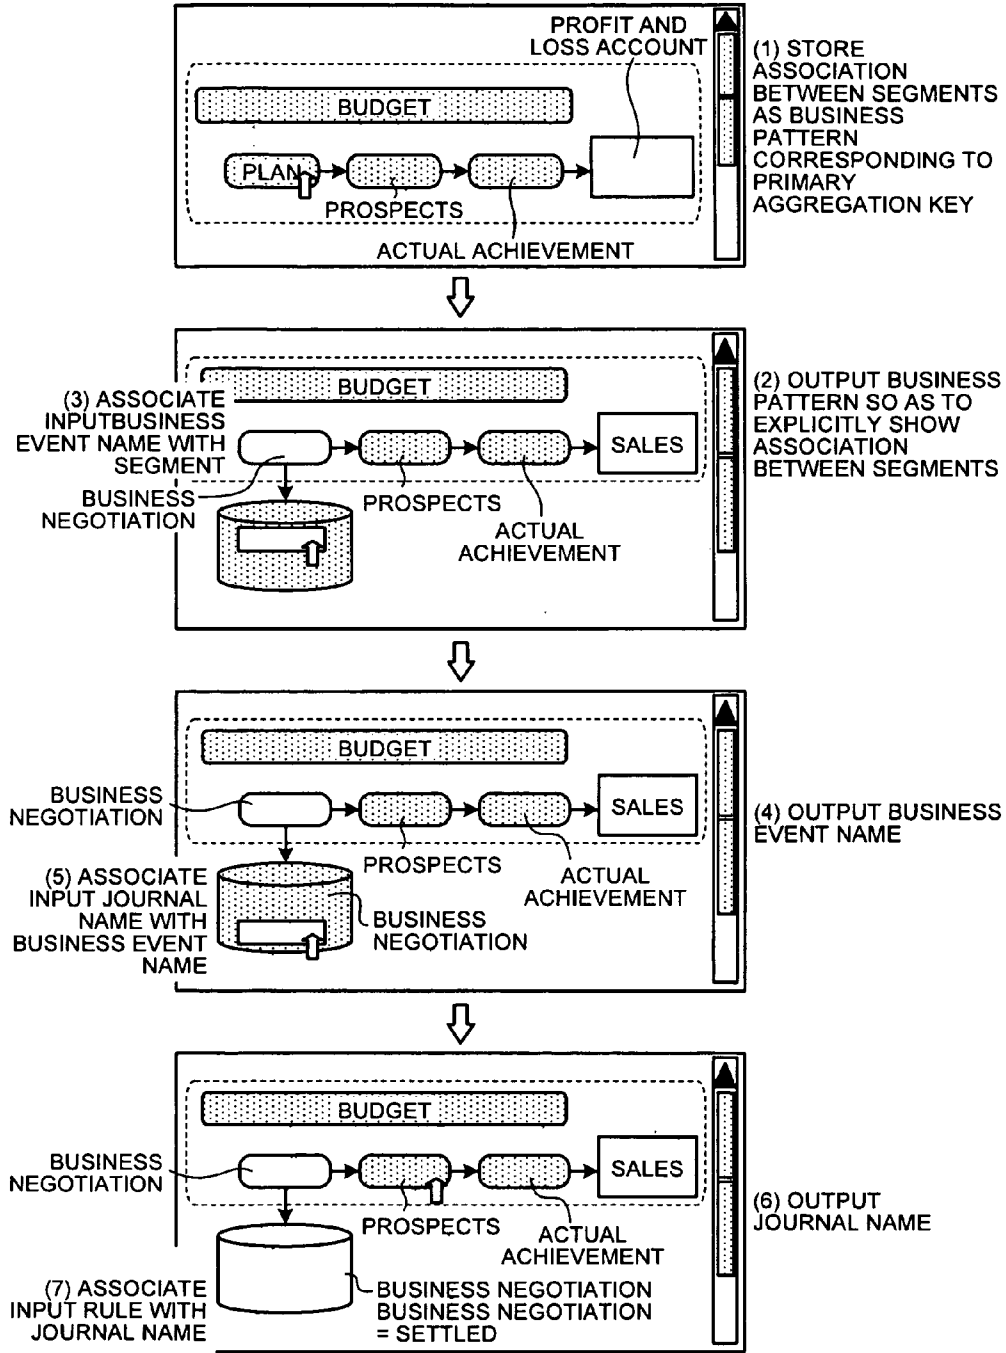 PROFIT AND
LOSS ACCOUNT
BUDGET
PLAN
PROSPECTS
ACTUAL ACHIEVEMENT
(1) STORE
ASSOCIATION
BETWEEN SEGMENTS
AS BUSINESS
PATTERN
CORRESPONDING TO
PRIMARY
AGGREGATION KEY
BUDGET
(3) ASSOCIATE
INPUTBUSINESS
EVENT NAME WITH
SEGMENT
BUSINESS
NEGOTIATION
SALES
PROSPECTS
ACTUAL
ACHIEVEMENT
(2) OUTPUT BUSINESS
PATTERN SO AS TO
EXPLICITLY SHOW
ASSOCIATION
BETWEEN SEGMENTS
BUDGET
BUSINESS
NEGOTIATION
SALES
PROSPECTS
ACTUAL
ACHIEVEMENT
(5) ASSOCIATE
INPUT JOURNAL
NAME WITH
BUSINESS EVENT
NAME
BUSINESS
NEGOTIATION
(4) OUTPUT BUSINESS
EVENT NAME
BUDGET
BUSINESS
NEGOTIATION
SALES
PROSPECTS
ACTUAL
ACHIEVEMENT
(7) ASSOCIATE
INPUT RULE WITH
JOURNAL NAME
BUSINESS NEGOTIATION
BUSINESS NEGOTIATION
= SETTLED
(6) OUTPUT
JOURNAL NAME